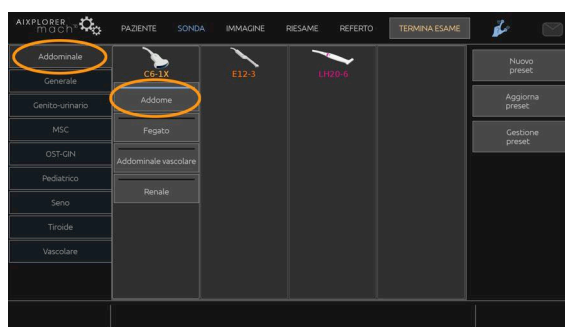 AIXPLORER
mach
PAZIENTE SONDA IMMAGINE RIESAME REFERTO TERMINA ESAME
Addominale
Generale
Genito-urinario
MSC
OST-GIN
Pediatrico
Seno
Tiroide
Vascolare
C6-1X
Addome
Fegato
Addominale vascolare
Renale
E12-3
LH20-6
Nuovo
preset
Aggiorna
preset
Gestione
preset